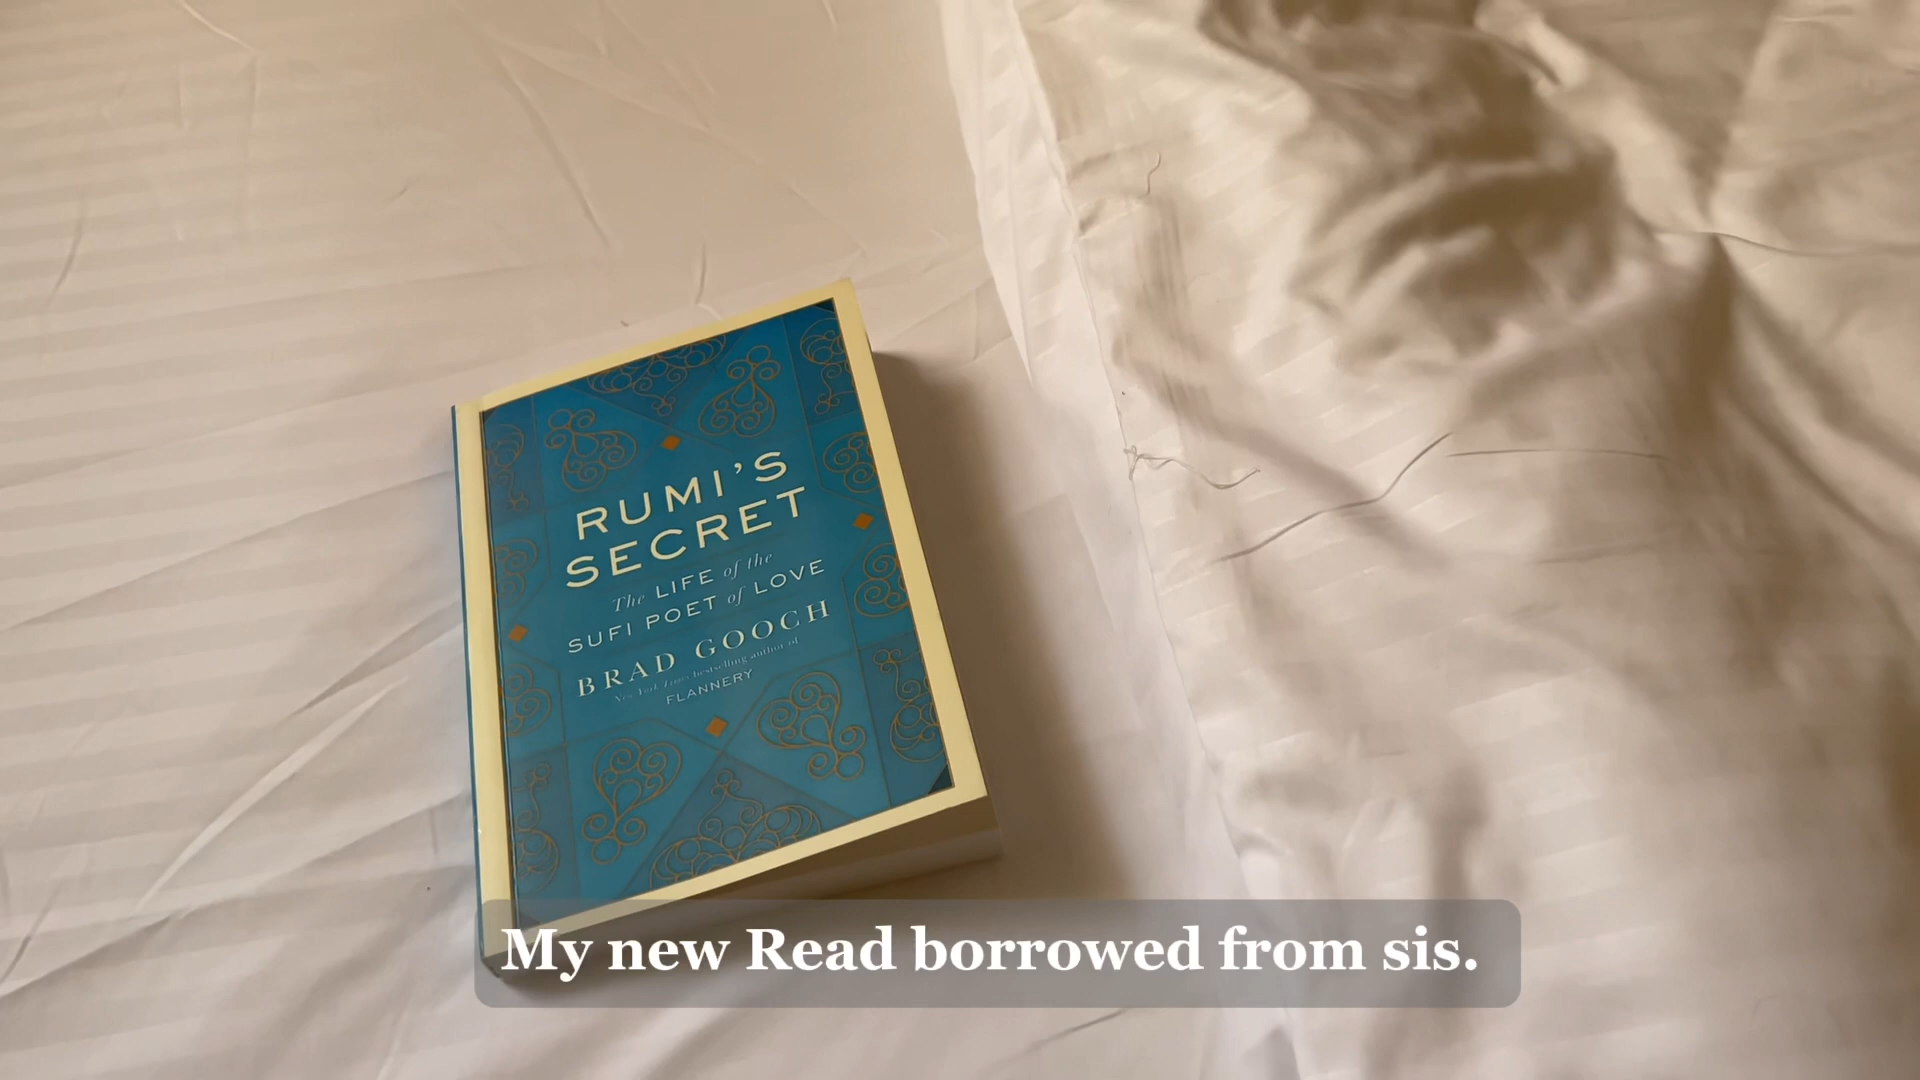 RUMI'S
SECRET
The LIFE of the
SUFI POET of LOVE
BRAD GOOCH
New York Times bestselling author of
FLANNERY
My new Read borrowed from sis.